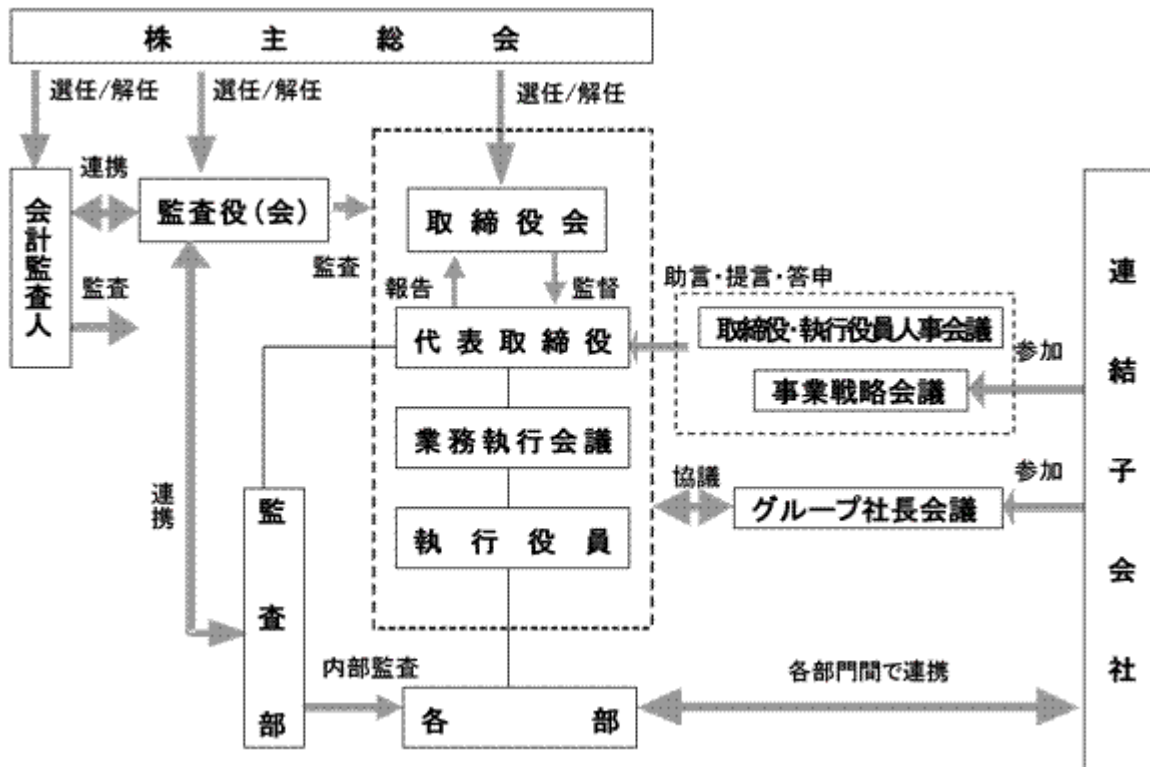 株主総会
選任/解任
選任/解任
選任/解任
会計監査人
連携
監査役(会)
取締役会
監査
監査
報告
監督
代表取締役
助言・提言・答申
取締役・執行役員人事会議
事業戦略会議
参加
業務執行会議
協議
グループ社長会議
参加
執行役員
連携
監査部
内部監査
各部
各部門間で連携
連結子会社